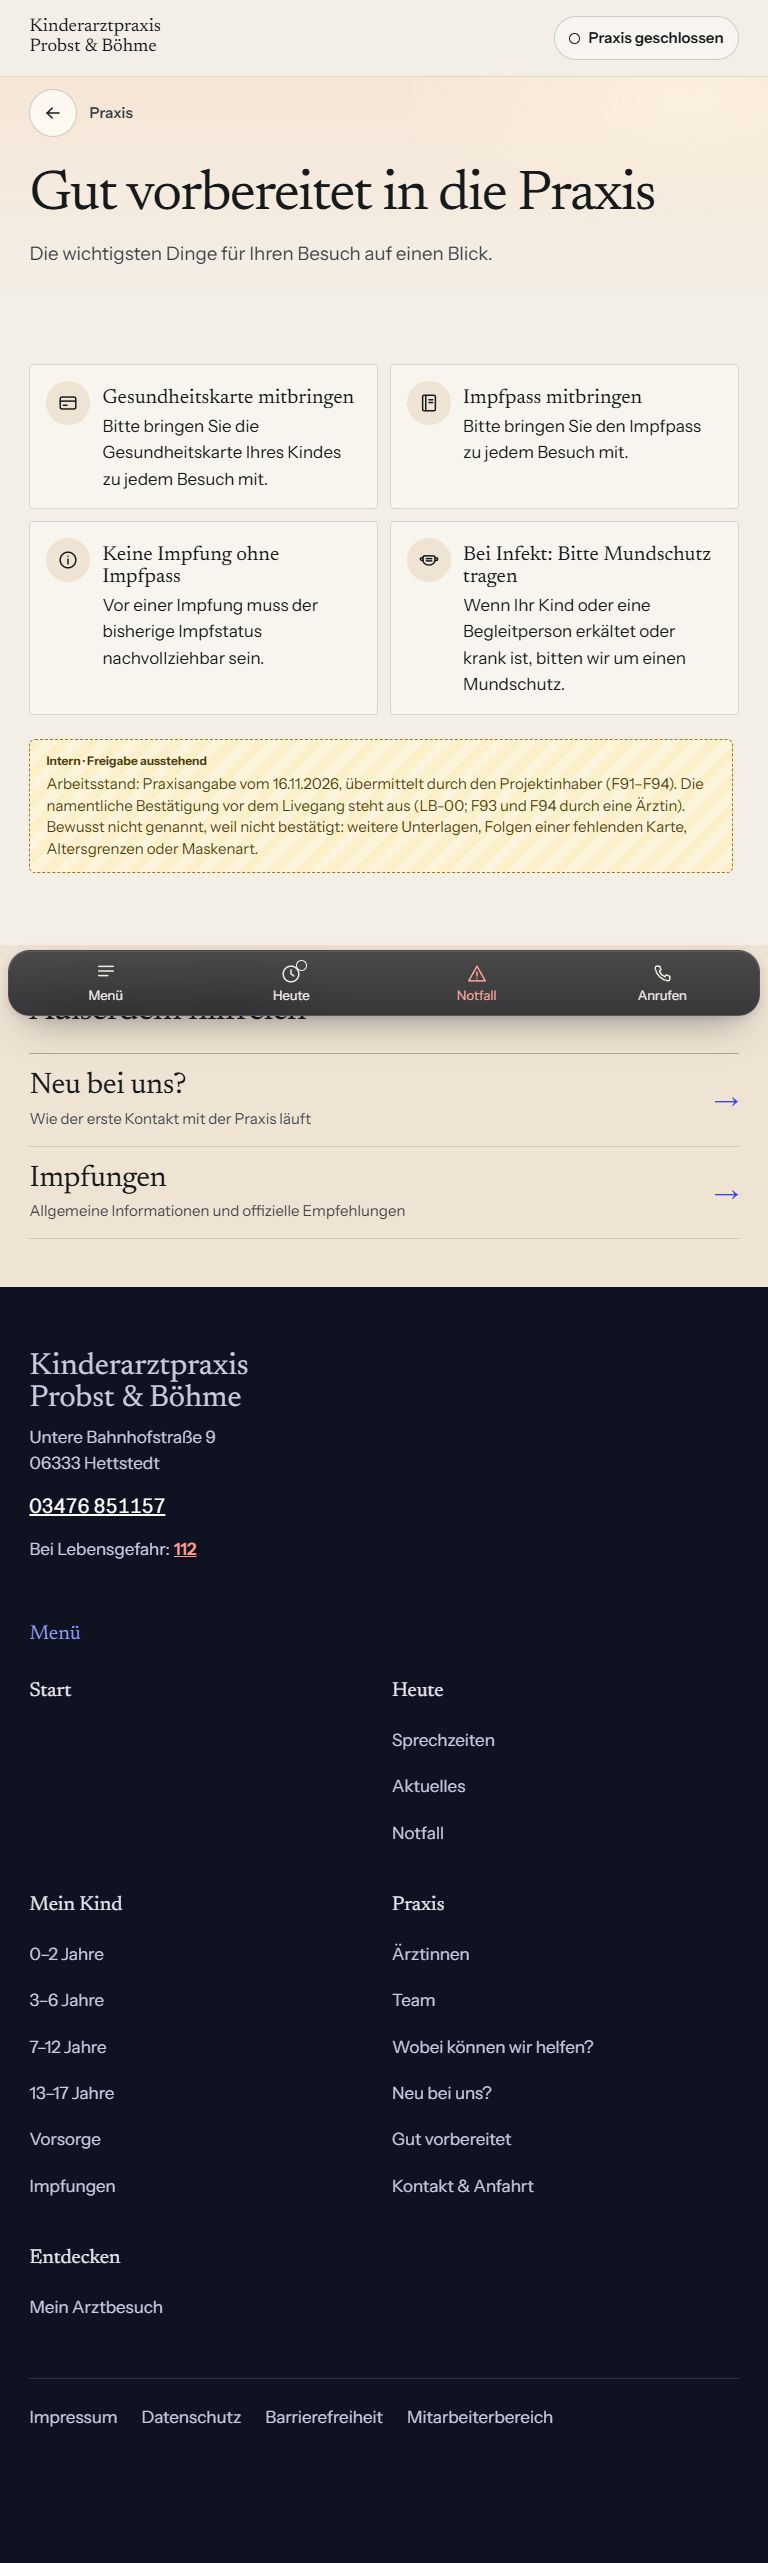 Kinderarztpraxis
Probst & Böhme
Praxis geschlossen
Praxis
Gut vorbereitet in die Praxis
Die wichtigsten Dinge für Ihren Besuch auf einen Blick.
Gesundheitskarte mitbringen
Bitte bringen Sie die
Gesundheitskarte Ihres Kindes
zu jedem Besuch mit.
Impfpass mitbringen
Bitte bringen Sie den Impfpass
zu jedem Besuch mit.
Keine Impfung ohne
Impfpass
Vor einer Impfung muss der
bisherige Impfstatus
nachvollziehbar sein.
Bei Infekt: Bitte Mundschutz
tragen
Wenn Ihr Kind oder eine
Begleitperson erkältet oder
krank ist, bitten wir um einen
Mundschutz.
Intern · Freigabe ausstehend
Arbeitsstand: Praxisangabe vom 16.11.2026, übermittelt durch den Projektinhaber (F91–F94). Die
namentliche Bestätigung vor dem Livegang steht aus (LB-00; F93 und F94 durch eine Ärztin).
Bewusst nicht genannt, weil nicht bestätigt: weitere Unterlagen, Folgen einer fehlenden Karte,
Altersgrenzen oder Maskenart.
Menü
Heute
Notfall
Anrufen
Neu bei uns?
Wie der erste Kontakt mit der Praxis läuft
Impfungen
Allgemeine Informationen und offizielle Empfehlungen
Kinderarztpraxis
Probst & Böhme
Untere Bahnhofstraße 9
06333 Hettstedt
03476 851157
Bei Lebensgefahr: 112
Menü
Start
Heute
Sprechzeiten
Aktuelles
Notfall
Mein Kind
0–2 Jahre
3–6 Jahre
7–12 Jahre
13–17 Jahre
Vorsorge
Impfungen
Praxis
Ärztinnen
Team
Wobei können wir helfen?
Neu bei uns?
Gut vorbereitet
Kontakt & Anfahrt
Entdecken
Mein Arztbesuch
Impressum
Datenschutz
Barrierefreiheit
Mitarbeiterbereich